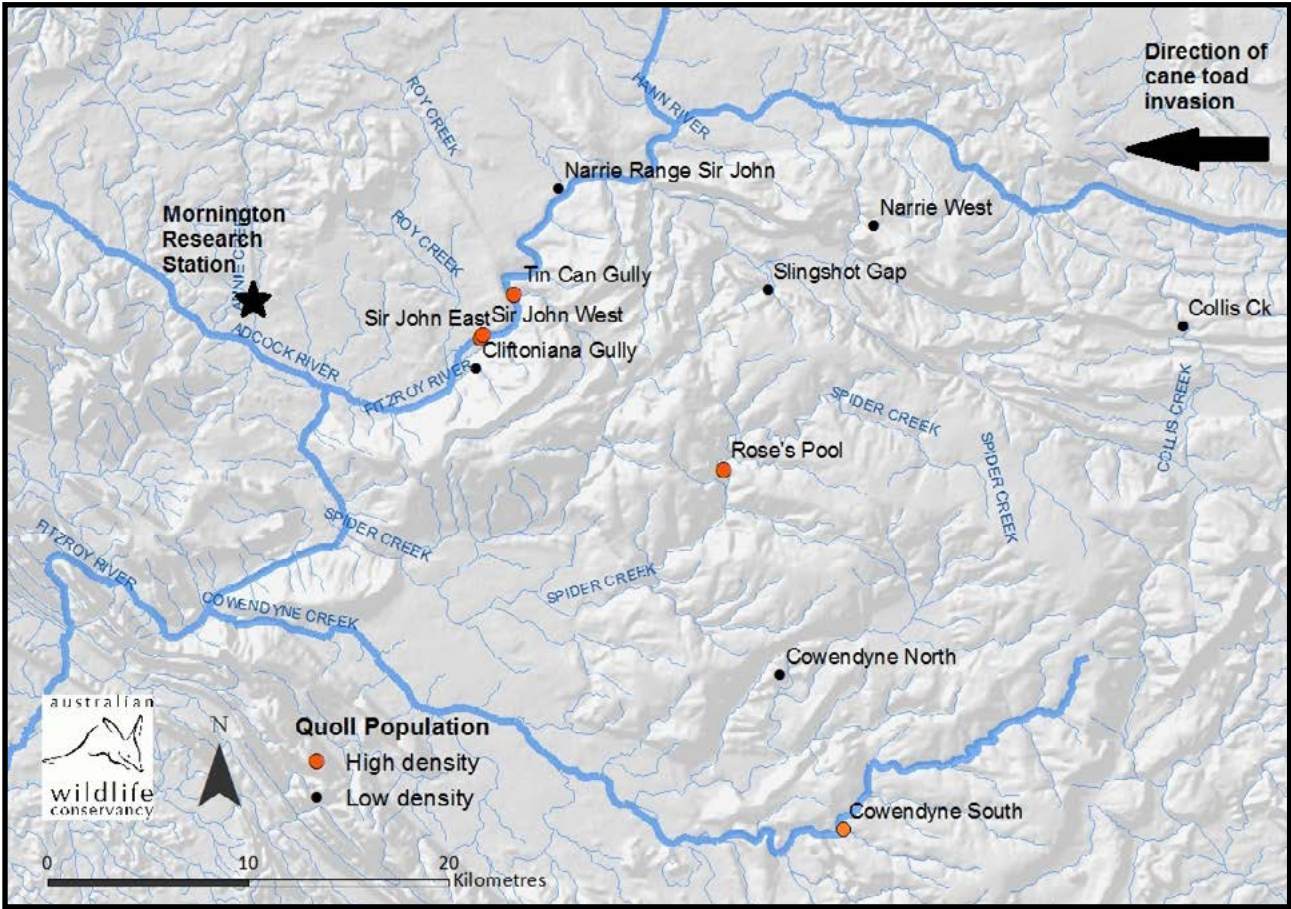 Direction of
cane toad
invasion
HANN RIVER
ROY CREEK
Narrie Range Sir John
Narrie West
Mornington
Research
Station
ROY CREEK
Tin Can Gully
Slingshot Gap
Collis Ck
Sir John East
Sir John West
Cliftoniana Gully
ADCOCK RIVER
FITZROY RIVER
SPIDER CREEK
COLLIS CREEK
Rose's Pool
SPIDER CREEK
SPIDER CREEK
FITZROY RIVER
SPIDER CREEK
COWENDYNE CREEK
Cowendyne North
australian
wildlife
conservancy
N
Quoll Population
High density
Low density
Cowendyne South
0 10 20
Kilometres